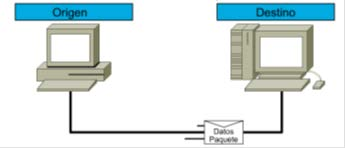 Origen
Destino
Datos
Paquete